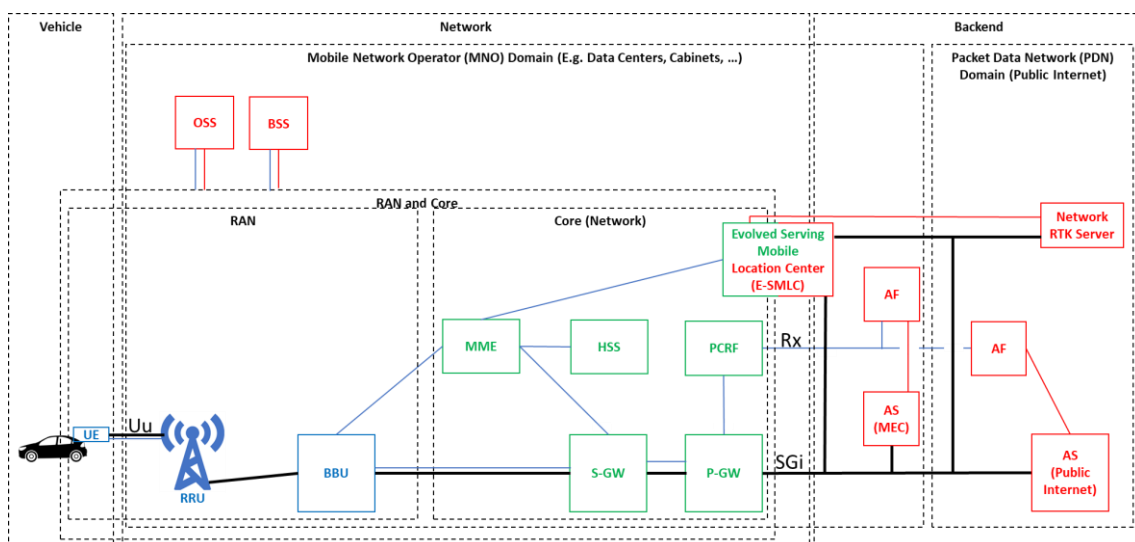 Vehicle
Network
Backend
Mobile Network Operator (MNO) Domain (E.g. Data Centers, Cabinets, …)
Packet Data Network (PDN)
Domain (Public Internet)
OSS
BSS
RAN and Core
RAN
Core (Network)
Evolved Serving
Mobile
Location Center
(E-SMLC)
Network
RTK Server
AF
MME
HSS
PCRF
Rx
AF
AS
(MEC)
UE
Uu
RRU
BBU
S-GW
P-GW
SGi
AS
(Public
Internet)